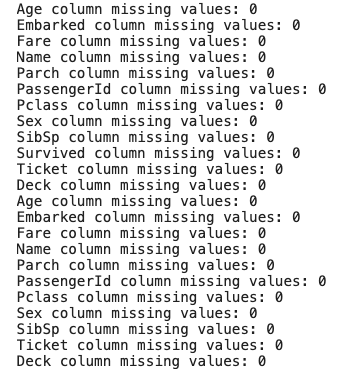 Age column missing values: 0
Embarked column missing values: 0
Fare column missing values: 0
Name column missing values: 0
Parch column missing values: 0
PassengerId column missing values: 0
Pclass column missing values: 0
Sex column missing values: 0
SibSp column missing values: 0
Survived column missing values: 0
Ticket column missing values: 0
Deck column missing values: 0
Age column missing values: 0
Embarked column missing values: 0
Fare column missing values: 0
Name column missing values: 0
Parch column missing values: 0
PassengerId column missing values: 0
Pclass column missing values: 0
Sex column missing values: 0
SibSp column missing values: 0
Ticket column missing values: 0
Deck column missing values: 0